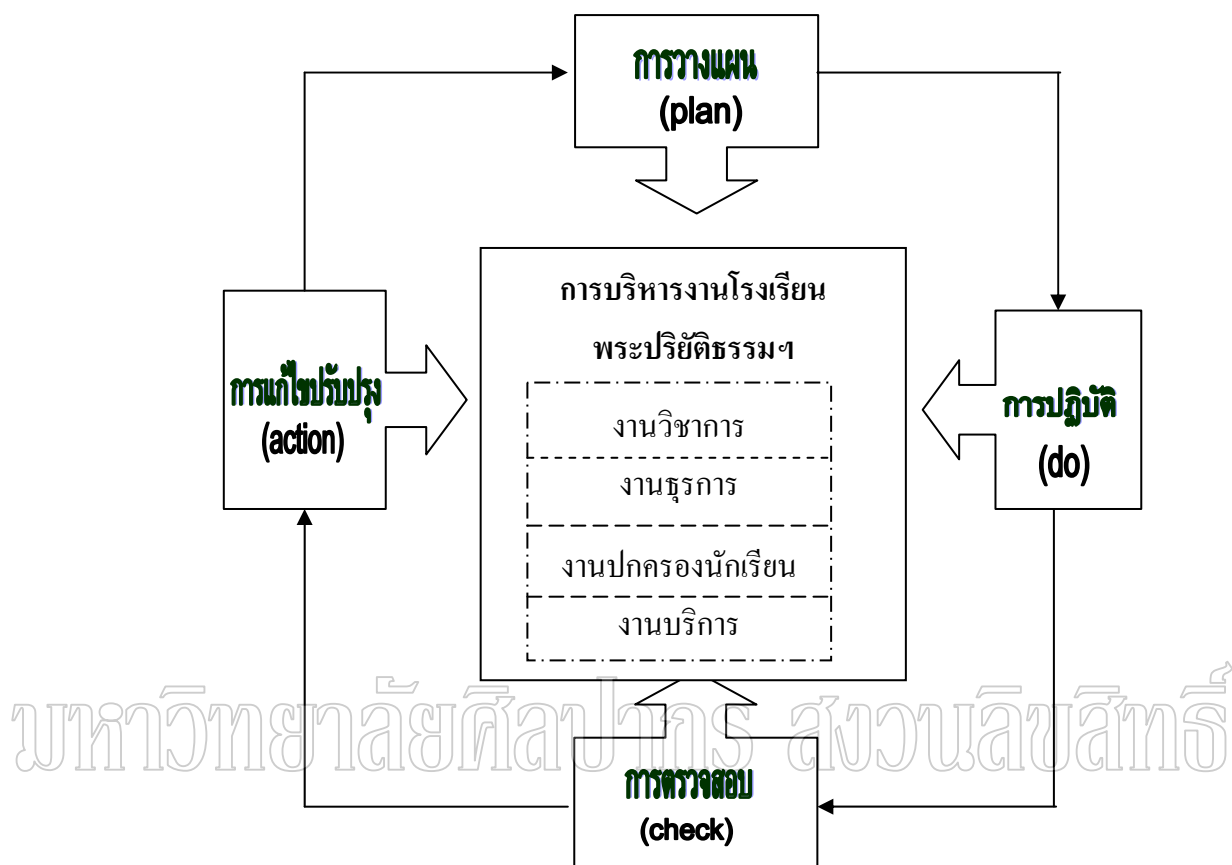 การวางแผน
(plan)
การบริหารงานโรงเรียน
พระปริยัติธรรมฯ
การแก้ไขปรับปรุง
(action)
การปฏิบัติ
(do)
งานวิชาการ
งานธุรการ
งานปกครองนักเรียน
งานบริการ
มหาวิทยาลัยศิลปากร สงวนลิขสิทธิ์
การตรวจสอบ
(check)